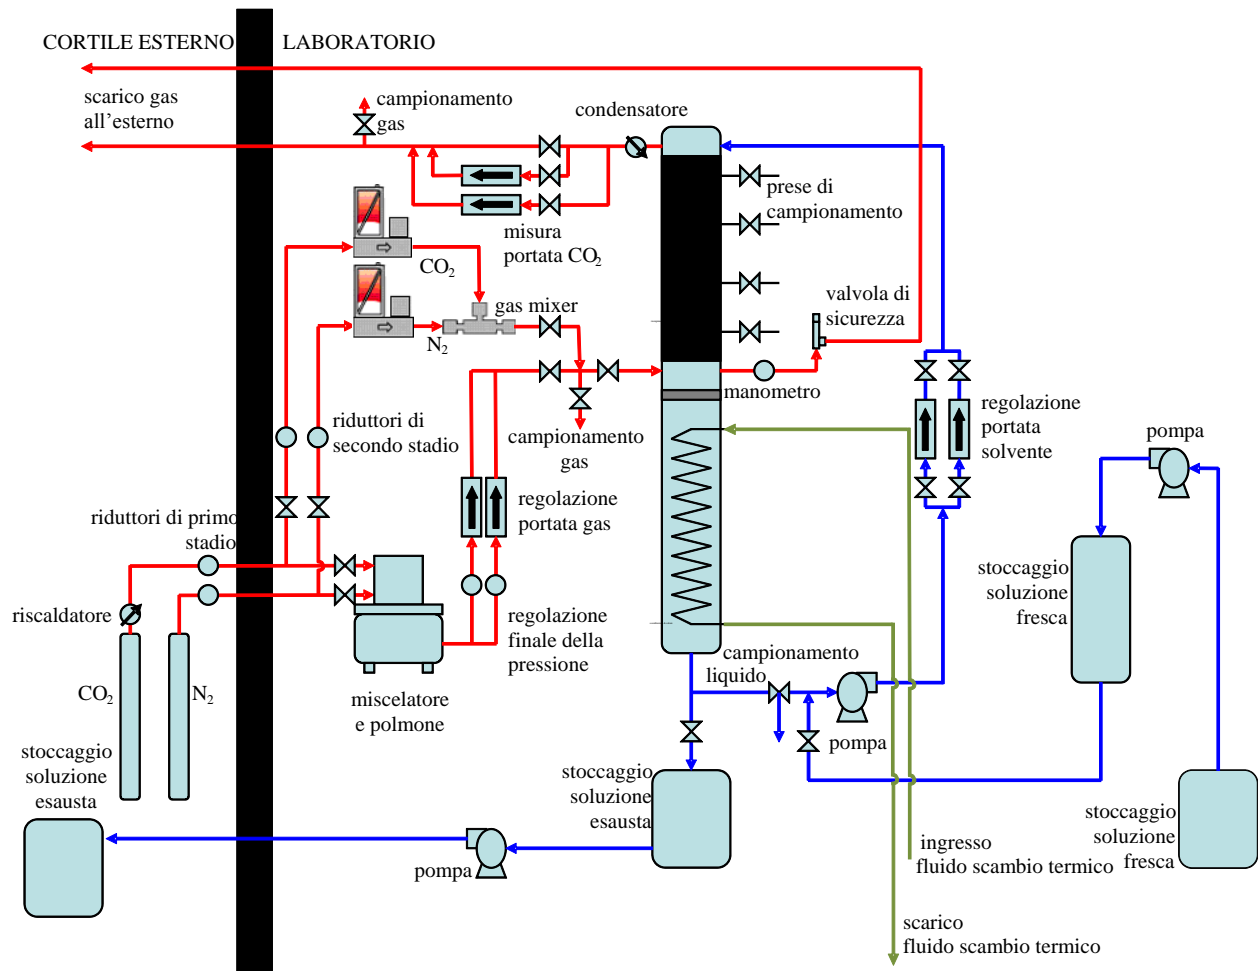 CORTILE ESTERNO
LABORATORIO
scarico gas
all'esterno
campionamento
gas
condensatore
prese di
campionamento
misura
portata CO2
CO2
gas mixer
N2
valvola di
sicurezza
manometro
riduttori di
secondo stadio
campionamento
gas
regolazione
portata
solvente
pompa
regolazione
portata gas
riduttori di primo
stadio
stoccaggio
soluzione
fresca
riscaldatore
regolazione
finale della
pressione
campionamento
liquido
CO2
N2
miscelatore
e polmone
pompa
stoccaggio
soluzione
esausta
stoccaggio
soluzione
esausta
stoccaggio
soluzione
fresca
pompa
ingresso
fluido scambio termico
scarico
fluido scambio termico